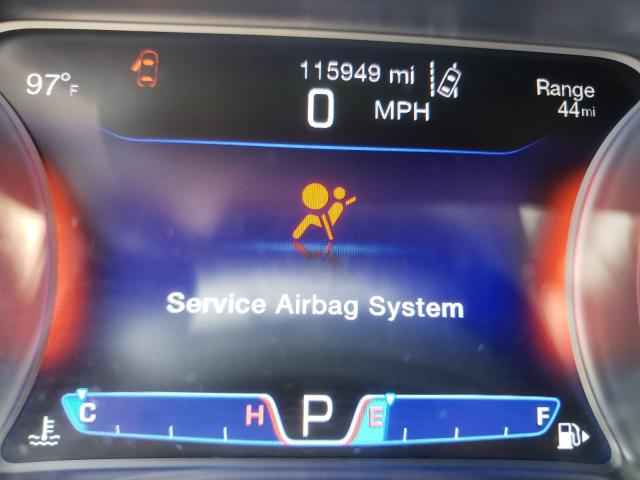 97°F
115949 mi
0 MPH
Range
44mi
Service Airbag System
C H P E F